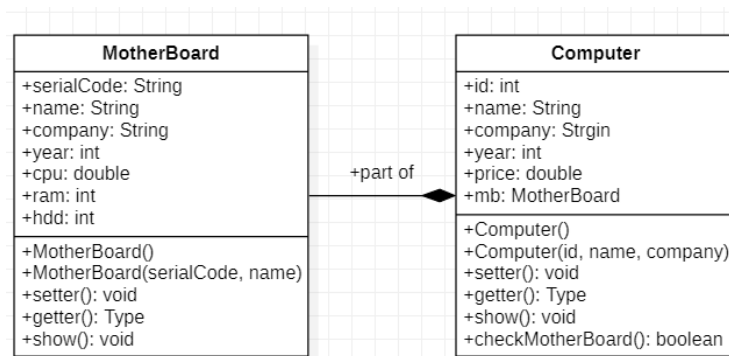 MotherBoard
+serialCode: String
+name: String
+company: String
+year: int
+cpu: double
+ram: int
+hdd: int
+MotherBoard()
+MotherBoard(serialCode, name)
+setter(): void
+getter(): Type
+show(): void
+part of
Computer
+id: int
+name: String
+company: Strgin
+year: int
+price: double
+mb: MotherBoard
+Computer()
+Computer(id, name, company)
+setter(): void
+getter(): Type
+show(): void
+checkMotherBoard(): boolean